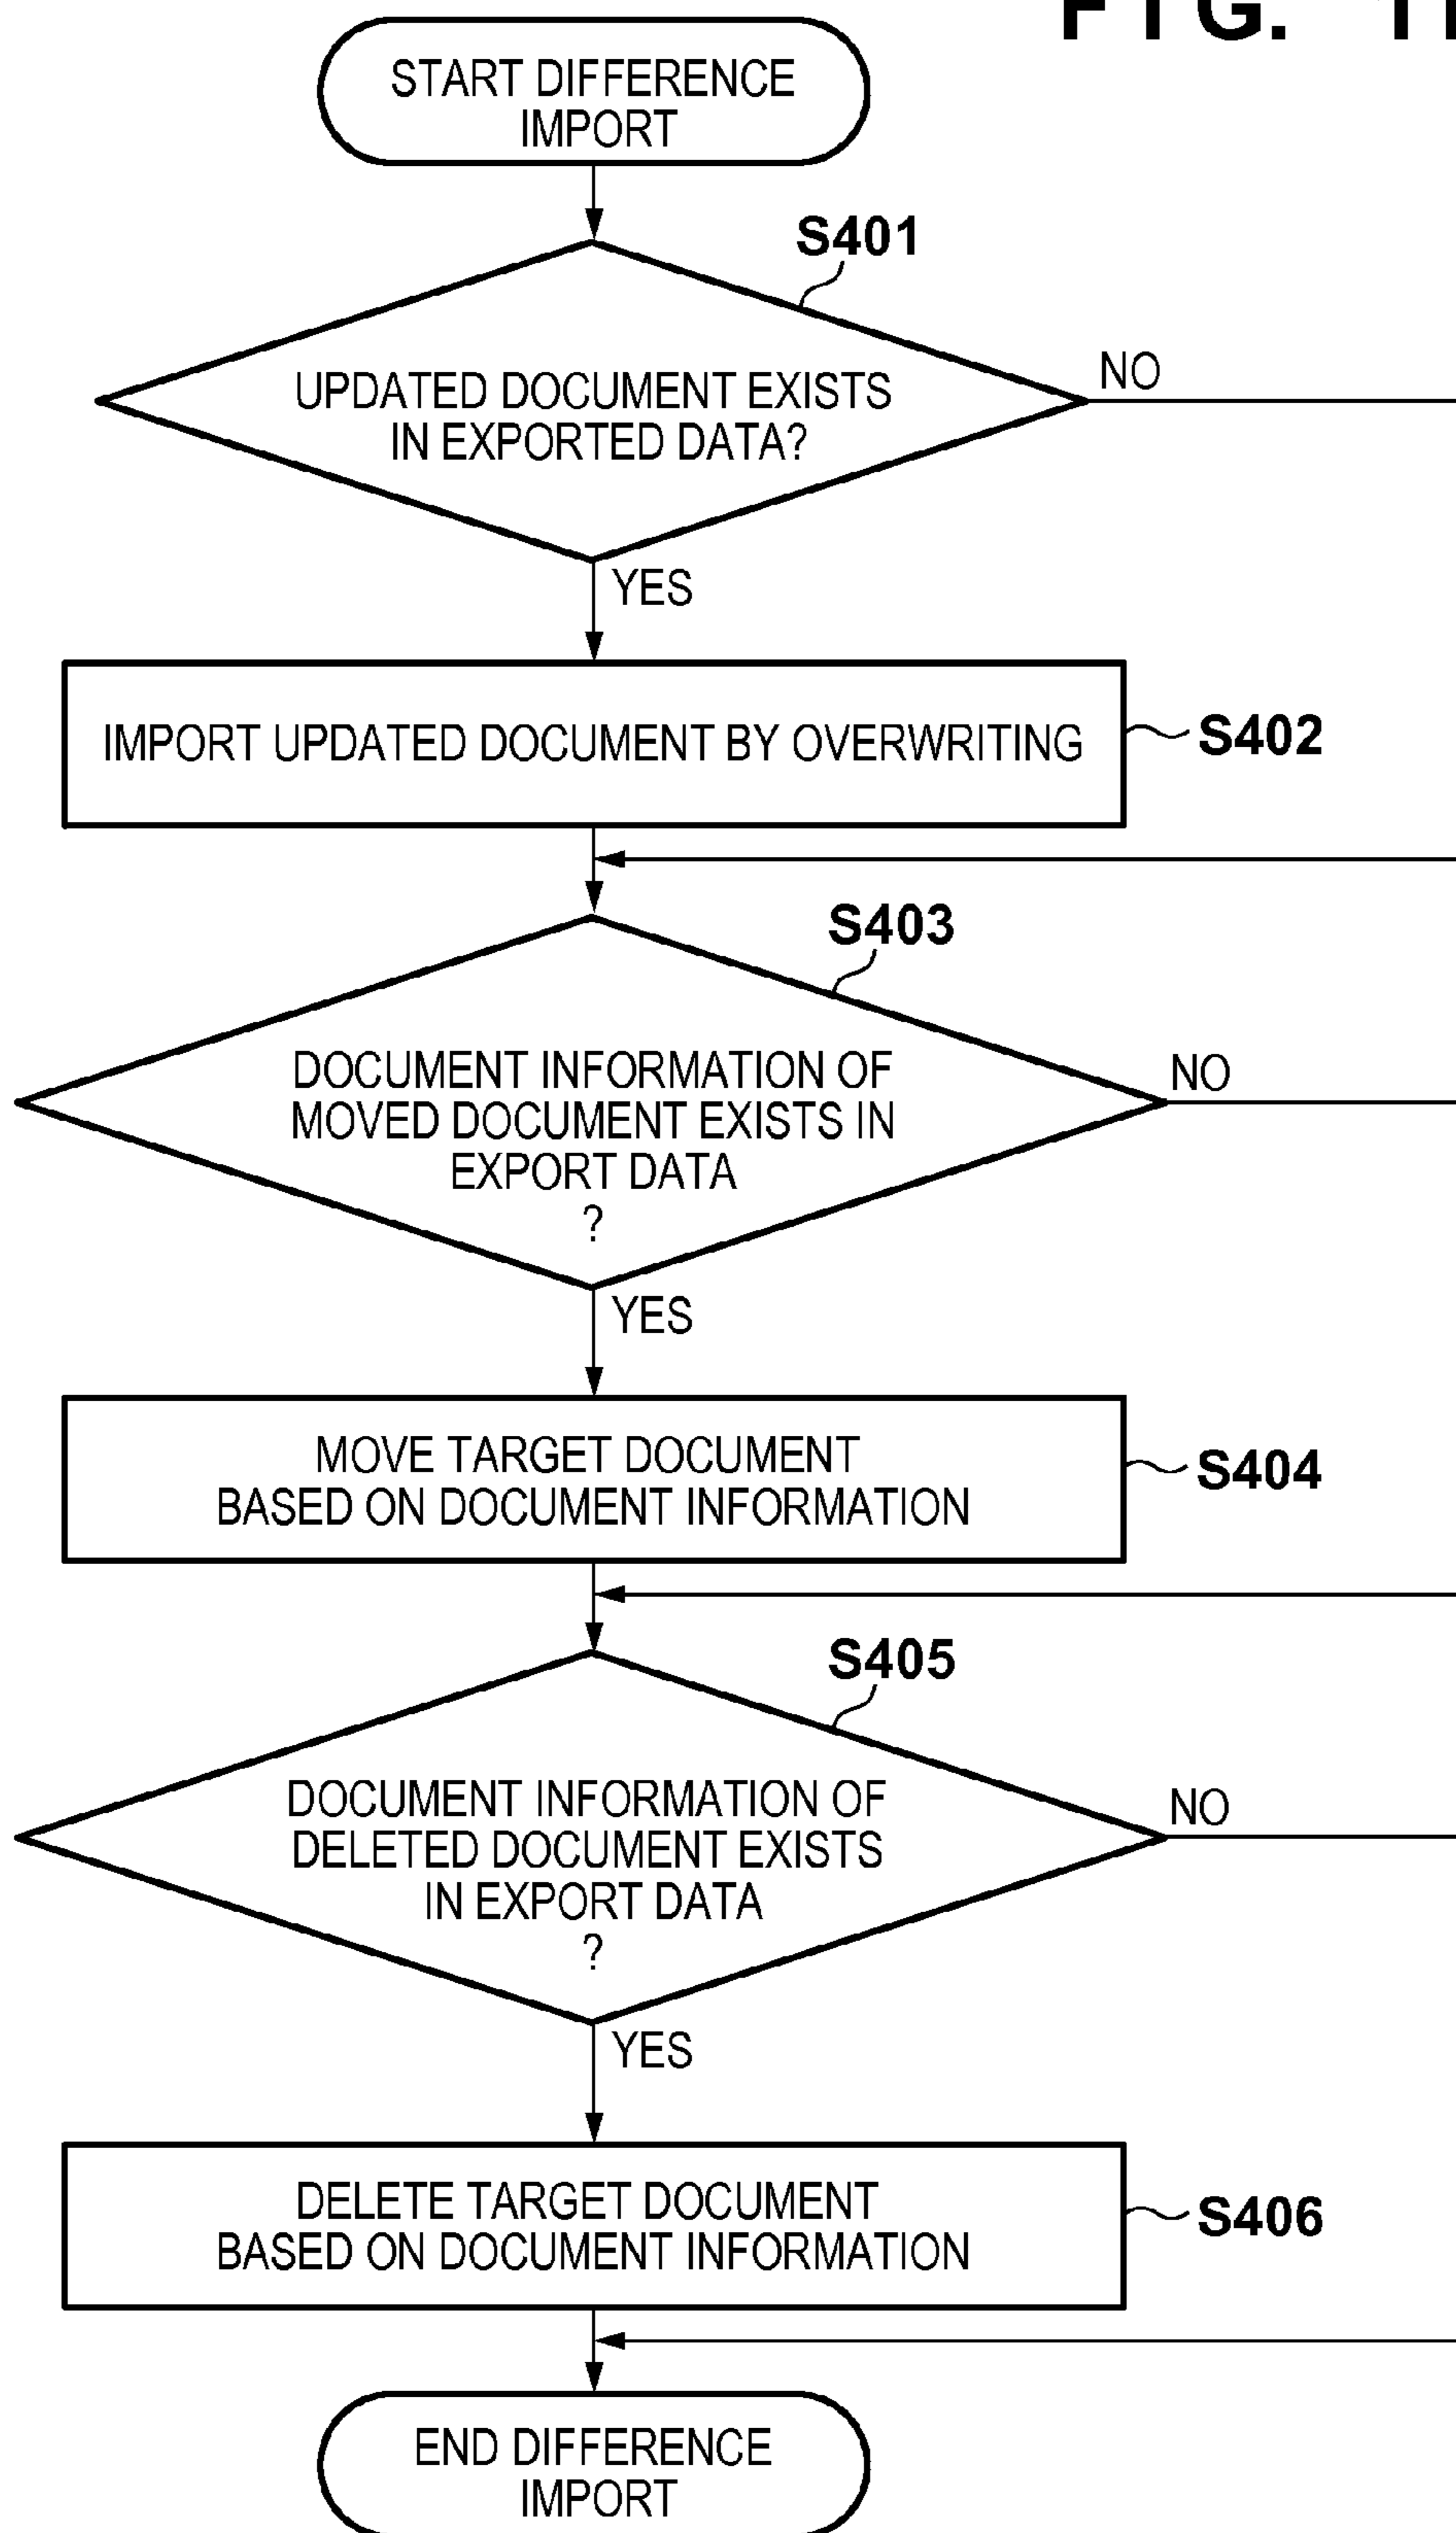 FIG.
START DIFFERENCE
IMPORT
S401
UPDATED DOCUMENT EXISTS
IN EXPORTED DATA?
NO
YES
IMPORT UPDATED DOCUMENT BY OVERWRITING
S402
S403
DOCUMENT INFORMATION OF
MOVED DOCUMENT EXISTS IN
EXPORT DATA
?
NO
YES
MOVE TARGET DOCUMENT
BASED ON DOCUMENT INFORMATION
S404
S405
DOCUMENT INFORMATION OF
DELETED DOCUMENT EXISTS
IN EXPORT DATA
?
NO
YES
DELETE TARGET DOCUMENT
BASED ON DOCUMENT INFORMATION
S406
END DIFFERENCE
IMPORT